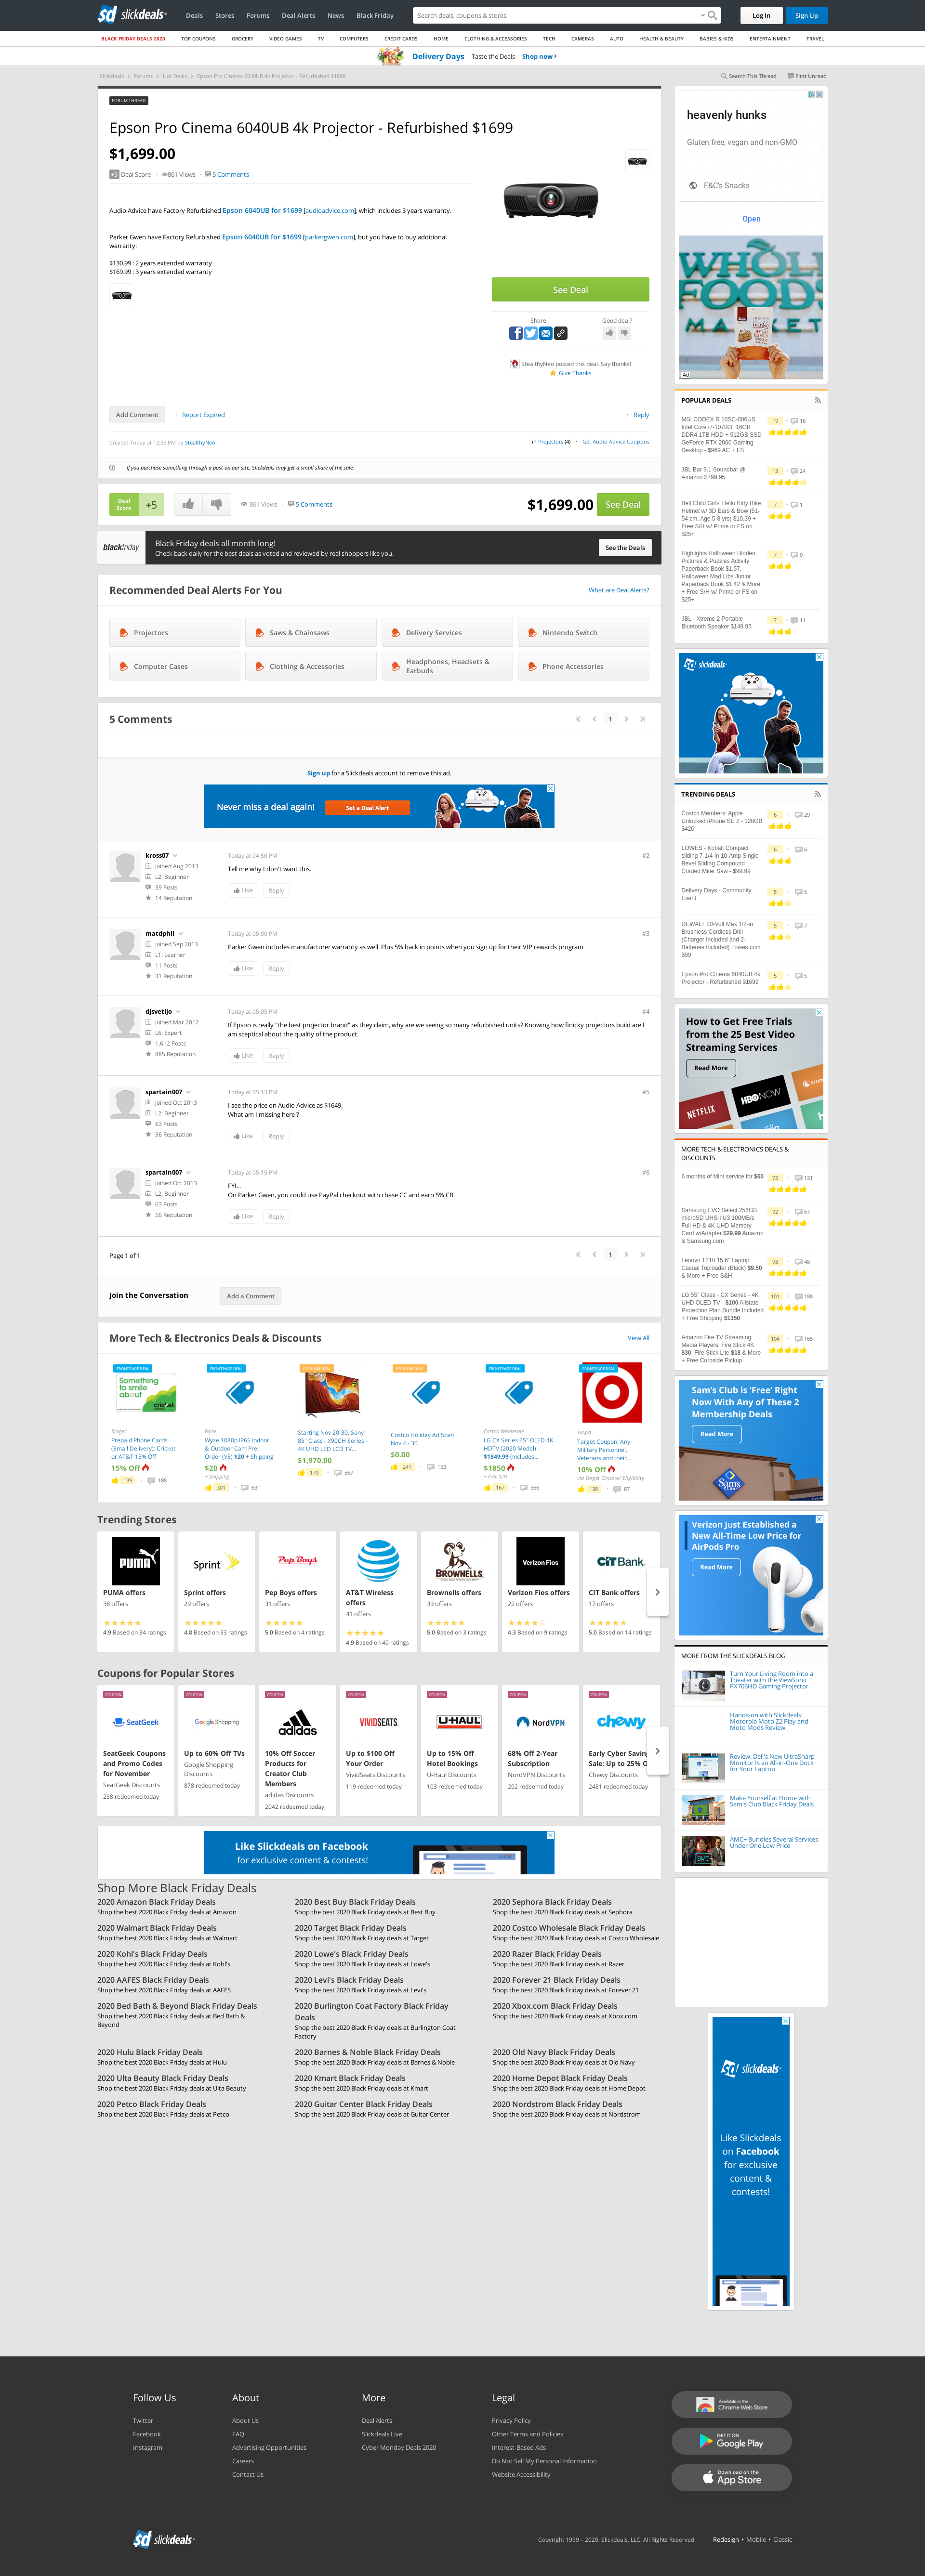 slickdeals
Deals Stores Forums Deal Alerts News Black Friday
Search deals, coupons & stores
Log In Sign Up
BLACK FRIDAY DEALS 2020 TOP COUPONS GROCERY VIDEO GAMES TV COMPUTERS CREDIT CARDS HOME CLOTHING & ACCESSORIES TECH CAMERAS AUTO HEALTH & BEAUTY BABIES & KIDS ENTERTAINMENT TRAVEL
Delivery Days Taste the Deals Shop now ›
Slickdeals › Forums › Hot Deals › Epson Pro Cinema 6040UB 4k Projector - Refurbished $1699
Search This Thread First Unread
FORUM THREAD
Epson Pro Cinema 6040UB 4k Projector - Refurbished $1699
$1,699.00
+5 Deal Score 861 Views 5 Comments
Audio Advice have Factory Refurbished Epson 6040UB for $1699 [audioadvice.com], which includes 3 years warranty.
Parker Gwen have Factory Refurbished Epson 6040UB for $1699 [parkergwen.com], but you have to buy additional
warranty:
$130.99 : 2 years extended warranty
$169.99 : 3 years extended warranty
See Deal
Share Good deal?
StealthyNeo posted this deal. Say thanks!
Give Thanks
Add Comment Report Expired Reply
Created Today at 12:35 PM by StealthyNeo
in Projectors (4) • Get Audio Advice Coupons
If you purchase something through a post on our site, Slickdeals may get a small share of the sale.
Deal
Score
+5
861 Views 5 Comments
$1,699.00 See Deal
blackfriday
Black Friday deals all month long!
Check back daily for the best deals as voted and reviewed by real shoppers like you.
See the Deals
Recommended Deal Alerts For You
What are Deal Alerts?
Projectors
Saws & Chainsaws
Delivery Services
Nintendo Switch
Computer Cases
Clothing & Accessories
Headphones, Headsets &
Earbuds
Phone Accessories
5 Comments
1
Sign up for a Slickdeals account to remove this ad.
Never miss a deal again! Set a Deal Alert
kross07
Joined Aug 2013
L2: Beginner
39 Posts
14 Reputation
Today at 04:56 PM #2
Tell me why I don't want this.
Like Reply
matdphil
Joined Sep 2013
L1: Learner
11 Posts
31 Reputation
Today at 05:00 PM #3
Parker Gwen includes manufacturer warranty as well. Plus 5% back in points when you sign up for their VIP rewards program
Like Reply
djsvetljo
Joined Mar 2012
L6: Expert
1,612 Posts
885 Reputation
Today at 05:05 PM #4
If Epson is really "the best projector brand" as they claim, why are we seeing so many refurbished units? Knowing how finicky projectors build are I
am sceptical about the quality of the product.
Like Reply
spartain007
Joined Oct 2013
L2: Beginner
63 Posts
56 Reputation
Today at 05:13 PM #5
I see the price on Audio Advice as $1649.
What am I missing here ?
Like Reply
spartain007
Joined Oct 2013
L2: Beginner
63 Posts
56 Reputation
Today at 05:15 PM #6
FYI...
On Parker Gwen, you could use PayPal checkout with chase CC and earn 5% CB.
Like Reply
Page 1 of 1
1
Join the Conversation Add a Comment
More Tech & Electronics Deals & Discounts
View All
FRONTPAGE DEAL
Something
to smile
about
cricket
Kroger
Prepaid Phone Cards
(Email Delivery): Cricket
or AT&T 15% Off
15% Off
139 188
FRONTPAGE DEAL
Wyze
Wyze 1080p IP65 Indoor
& Outdoor Cam Pre-
Order (V3) $20 + Shipping
$20
+ Shipping
301 631
POPULAR DEAL
Starting Nov 20-30, Sony
85" Class - X90CH Series -
4K UHD LED LCD TV...
$1,970.00
179 567
POPULAR DEAL
Costco Holiday Ad Scan
Nov 4 - 30
$0.00
241 153
FRONTPAGE DEAL
Costco Wholesale
LG CX Series 65" OLED 4K
HDTV (2020 Model) -
$1849.99 (Includes...
$1850
+ Free S/H
167 566
FRONTPAGE DEAL
Target
Target Coupon: Any
Military Personnel,
Veterans and their...
10% Off
via Target Circle w/ Eligibility
138 87
Trending Stores
PUMA
PUMA offers
38 offers
4.9 Based on 34 ratings
Sprint
Sprint offers
29 offers
4.8 Based on 33 ratings
Pep Boys
Pep Boys offers
31 offers
5.0 Based on 4 ratings
AT&T
AT&T Wireless
offers
41 offers
4.9 Based on 40 ratings
BROWNELLS
Brownells offers
39 offers
5.0 Based on 3 ratings
Verizon Fios
Verizon Fios offers
22 offers
4.3 Based on 9 ratings
CIT Bank
CIT Bank offers
17 offers
5.0 Based on 14 ratings
Coupons for Popular Stores
COUPON
SeatGeek
SeatGeek Coupons
and Promo Codes
for November
SeatGeek Discounts
238 redeemed today
COUPON
Google Shopping
Up to 60% Off TVs
Google Shopping
Discounts
878 redeemed today
COUPON
adidas
10% Off Soccer
Products for
Creator Club
Members
adidas Discounts
2042 redeemed today
COUPON
VIVIDSEATS
Up to $100 Off
Your Order
VividSeats Discounts
119 redeemed today
COUPON
U-HAUL
Up to 15% Off
Hotel Bookings
U-Haul Discounts
103 redeemed today
COUPON
NordVPN
68% Off 2-Year
Subscription
NordVPN Discounts
202 redeemed today
COUPON
chewy
Early Cyber Saving
Sale: Up to 25% O
Chewy Discounts
2481 redeemed today
Like Slickdeals on Facebook
for exclusive content & contests!
Shop More Black Friday Deals
2020 Amazon Black Friday Deals
Shop the best 2020 Black Friday deals at Amazon
2020 Best Buy Black Friday Deals
Shop the best 2020 Black Friday deals at Best Buy
2020 Sephora Black Friday Deals
Shop the best 2020 Black Friday deals at Sephora
2020 Walmart Black Friday Deals
Shop the best 2020 Black Friday deals at Walmart
2020 Target Black Friday Deals
Shop the best 2020 Black Friday deals at Target
2020 Costco Wholesale Black Friday Deals
Shop the best 2020 Black Friday deals at Costco Wholesale
2020 Kohl's Black Friday Deals
Shop the best 2020 Black Friday deals at Kohl's
2020 Lowe's Black Friday Deals
Shop the best 2020 Black Friday deals at Lowe's
2020 Razer Black Friday Deals
Shop the best 2020 Black Friday deals at Razer
2020 AAFES Black Friday Deals
Shop the best 2020 Black Friday deals at AAFES
2020 Levi's Black Friday Deals
Shop the best 2020 Black Friday deals at Levi's
2020 Forever 21 Black Friday Deals
Shop the best 2020 Black Friday deals at Forever 21
2020 Bed Bath & Beyond Black Friday Deals
Shop the best 2020 Black Friday deals at Bed Bath &
Beyond
2020 Burlington Coat Factory Black Friday
Deals
Shop the best 2020 Black Friday deals at Burlington Coat
Factory
2020 Xbox.com Black Friday Deals
Shop the best 2020 Black Friday deals at Xbox.com
2020 Hulu Black Friday Deals
Shop the best 2020 Black Friday deals at Hulu
2020 Barnes & Noble Black Friday Deals
Shop the best 2020 Black Friday deals at Barnes & Noble
2020 Old Navy Black Friday Deals
Shop the best 2020 Black Friday deals at Old Navy
2020 Ulta Beauty Black Friday Deals
Shop the best 2020 Black Friday deals at Ulta Beauty
2020 Kmart Black Friday Deals
Shop the best 2020 Black Friday deals at Kmart
2020 Home Depot Black Friday Deals
Shop the best 2020 Black Friday deals at Home Depot
2020 Petco Black Friday Deals
Shop the best 2020 Black Friday deals at Petco
2020 Guitar Center Black Friday Deals
Shop the best 2020 Black Friday deals at Guitar Center
2020 Nordstrom Black Friday Deals
Shop the best 2020 Black Friday deals at Nordstrom
heavenly hunks
Gluten free, vegan and non-GMO
E&C's Snacks
Open
WHOLE
FOODS
MARKET
Ad
POPULAR DEALS
MSI CODEX R 10SC-006US
Intel Core i7-10700F 16GB
DDR4 1TB HDD + 512GB SSD
GeForce RTX 2060 Gaming
Desktop - $969 AC + FS
19 16
JBL Bar 9.1 Soundbar @
Amazon $799.95
13 24
Bell Child Girls' Hello Kitty Bike
Helmet w/ 3D Ears & Bow (51-
54 cm, Age 5-8 yrs) $10.39 +
Free S/H w/ Prime or FS on
$25+
7 1
Highlights Halloween Hidden
Pictures & Puzzles Activity
Paperback Book $1.57,
Halloween Mad Libs Junior
Paperback Book $1.42 & More
+ Free S/H w/ Prime or FS on
$25+
7 0
JBL - Xtreme 2 Portable
Bluetooth Speaker $149.95
7 11
slickdeals
TRENDING DEALS
Costco Members: Apple
Unlocked iPhone SE 2 - 128GB
$420
6 29
LOWES - Kobalt Compact
sliding 7-1/4-in 10-Amp Single
Bevel Sliding Compound
Corded Miter Saw - $99.99
6 6
Delivery Days - Community
Event
5 5
DEWALT 20-Volt Max 1/2-in
Brushless Cordless Drill
(Charger Included and 2-
Batteries Included) Lowes.com
$99
5 7
Epson Pro Cinema 6040UB 4k
Projector - Refurbished $1699
5 5
How to Get Free Trials
from the 25 Best Video
Streaming Services
Read More
NETFLIX
HBO NOW
MORE TECH & ELECTRONICS DEALS &
DISCOUNTS
6 months of Mint service for $60
73 131
Samsung EVO Select 256GB
microSD UHS-I U3 100MB/s
Full HD & 4K UHD Memory
Card w/Adapter $29.99 Amazon
& Samsung.com
92 67
Lenovo T210 15.6" Laptop
Casual Toploader (Black) $9.50
& More + Free S&H
98 48
LG 55" Class - CX Series - 4K
UHD OLED TV - $100 Allstate
Protection Plan Bundle Included
+ Free Shipping $1350
101 188
Amazon Fire TV Streaming
Media Players: Fire Stick 4K
$30, Fire Stick Lite $18 & More
+ Free Curbside Pickup
104 165
Sam's Club is 'Free' Right
Now With Any of These 2
Membership Deals
Read More
Sam's
Verizon Just Established a
New All-Time Low Price for
AirPods Pro
Read More
MORE FROM THE SLICKDEALS BLOG
Turn Your Living Room into a
Theater with the ViewSonic
PX706HD Gaming Projector
Hands-on with Slickdeals:
Motorola Moto Z2 Play and
Moto Mods Review
Review: Dell's New UltraSharp
Monitor Is an All-in-One Dock
for Your Laptop
Make Yourself at Home with
Sam's Club Black Friday Deals
AMC+ Bundles Several Services
Under One Low Price
slickdeals
Like Slickdeals
on Facebook
for exclusive
content &
contests!
Follow Us
Twitter
Facebook
Instagram
About
About Us
FAQ
Advertising Opportunities
Careers
Contact Us
More
Deal Alerts
Slickdeals Live
Cyber Monday Deals 2020
Legal
Privacy Policy
Other Terms and Policies
Interest-Based Ads
Do Not Sell My Personal Information
Website Accessibility
Available in the
Chrome Web Store
GET IT ON
Google Play
Download on the
App Store
slickdeals
Copyright 1999 – 2020. Slickdeals, LLC. All Rights Reserved.
Redesign • Mobile • Classic